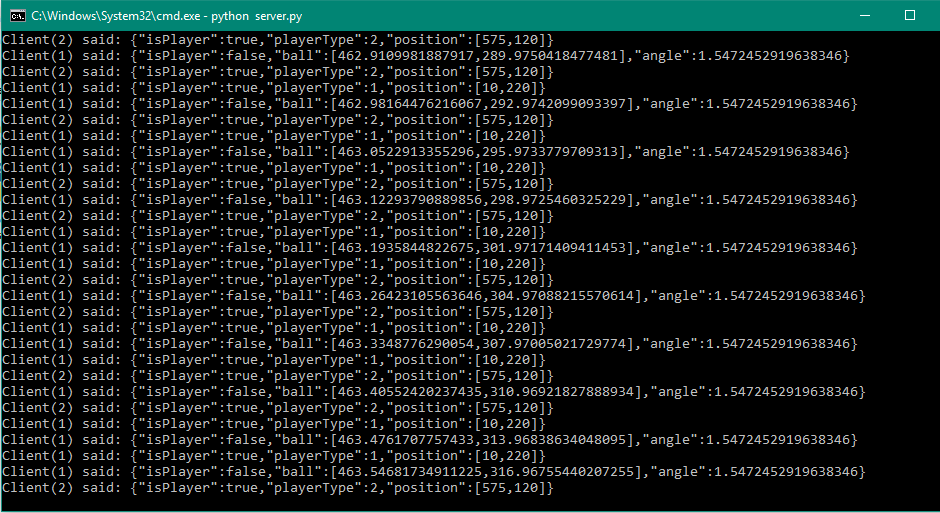 C:\Windows\System32\cmd.exe - python  server.py
Client(2) said: {"isPlayer":true,"playerType":2,"position":[575,120]}
Client(1) said: {"isPlayer":false,"ball":[462.9109981887917,289.9750418477481],"angle":1.5472452919638346}
Client(2) said: {"isPlayer":true,"playerType":2,"position":[575,120]}
Client(1) said: {"isPlayer":true,"playerType":1,"position":[10,220]}
Client(1) said: {"isPlayer":false,"ball":[462.98164476216067,292.9742099093397],"angle":1.5472452919638346}
Client(2) said: {"isPlayer":true,"playerType":2,"position":[575,120]}
Client(1) said: {"isPlayer":true,"playerType":1,"position":[10,220]}
Client(1) said: {"isPlayer":false,"ball":[463.0522913355296,295.9733779709313],"angle":1.5472452919638346}
Client(1) said: {"isPlayer":true,"playerType":1,"position":[10,220]}
Client(2) said: {"isPlayer":true,"playerType":2,"position":[575,120]}
Client(1) said: {"isPlayer":false,"ball":[463.12293790889856,298.9725460325229],"angle":1.5472452919638346}
Client(2) said: {"isPlayer":true,"playerType":2,"position":[575,120]}
Client(1) said: {"isPlayer":true,"playerType":1,"position":[10,220]}
Client(1) said: {"isPlayer":false,"ball":[463.1935844822675,301.97171409411453],"angle":1.5472452919638346}
Client(1) said: {"isPlayer":true,"playerType":1,"position":[10,220]}
Client(2) said: {"isPlayer":true,"playerType":2,"position":[575,120]}
Client(1) said: {"isPlayer":false,"ball":[463.26423105563646,304.97088215570614],"angle":1.5472452919638346}
Client(2) said: {"isPlayer":true,"playerType":2,"position":[575,120]}
Client(1) said: {"isPlayer":true,"playerType":1,"position":[10,220]}
Client(1) said: {"isPlayer":false,"ball":[463.3348776290054,307.97005021729774],"angle":1.5472452919638346}
Client(1) said: {"isPlayer":true,"playerType":1,"position":[10,220]}
Client(2) said: {"isPlayer":true,"playerType":2,"position":[575,120]}
Client(1) said: {"isPlayer":false,"ball":[463.40552420237435,310.96921827888934],"angle":1.5472452919638346}
Client(2) said: {"isPlayer":true,"playerType":2,"position":[575,120]}
Client(1) said: {"isPlayer":true,"playerType":1,"position":[10,220]}
Client(1) said: {"isPlayer":false,"ball":[463.4761707757433,313.96838634048095],"angle":1.5472452919638346}
Client(1) said: {"isPlayer":true,"playerType":1,"position":[10,220]}
Client(1) said: {"isPlayer":false,"ball":[463.54681734911225,316.96755440207255],"angle":1.5472452919638346}
Client(2) said: {"isPlayer":true,"playerType":2,"position":[575,120]}